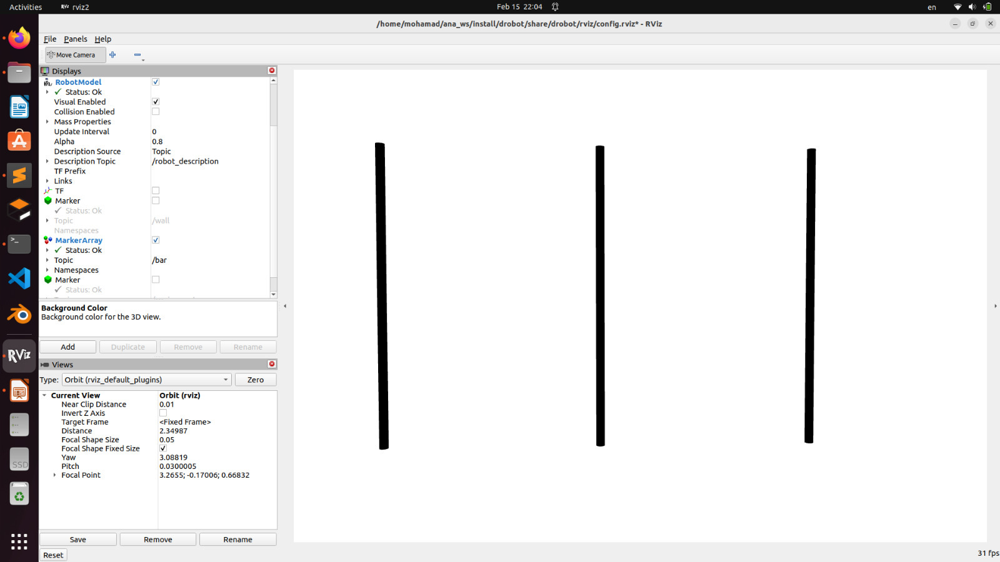 Activities
RViz rviz2
Feb 15 22:04
en
/home/mohamad/ana_ws/install/drobot/share/drobot/rviz/config.rviz* - RViz
File Panels Help
Move Camera
Displays
RobotModel
Status: Ok
Visual Enabled
Collision Enabled
Mass Properties
Update Interval 0
Alpha 0.8
Description Source Topic
Description Topic /robot_description
TF Prefix
Links
TF
Marker
Status: Ok
Topic /wall
Namespaces
MarkerArray
Status: Ok
Topic /bar
Namespaces
Marker
Status: Ok
Background Color
Background color for the 3D view.
Add Duplicate Remove Rename
RViz
Views
Type: Orbit (rviz_default_plugins) Zero
Current View Orbit (rviz)
Near Clip Distance 0.01
Invert Z Axis
Target Frame <Fixed Frame>
Distance 2.34987
Focal Shape Size 0.05
Focal Shape Fixed Size
Yaw 3.08819
Pitch 0.0300005
Focal Point 3.2655; -0.17006; 0.66832
SSD
Save Remove Rename
Reset
31 fps